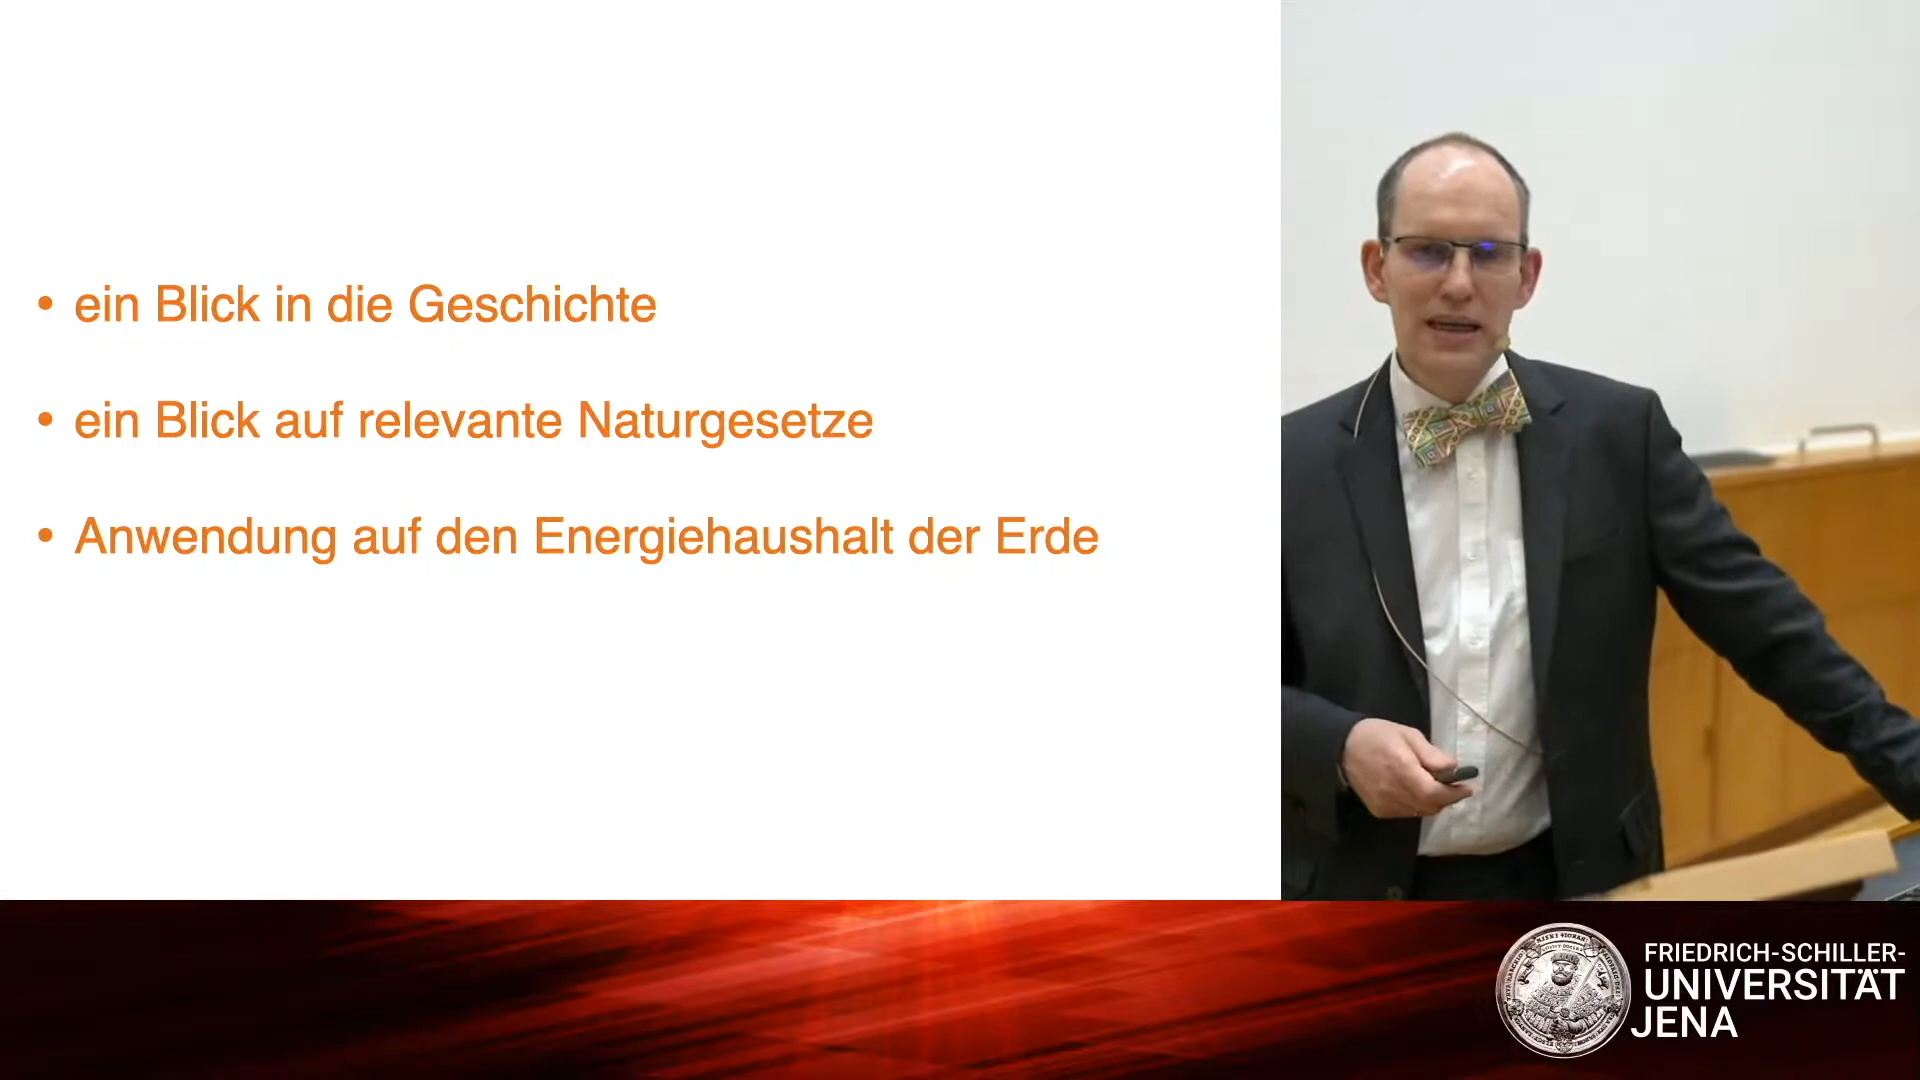 • ein Blick in die Geschichte
• ein Blick auf relevante Naturgesetze
• Anwendung auf den Energiehaushalt der Erde
FRIEDRICH-SCHILLER-
UNIVERSITÄT
JENA